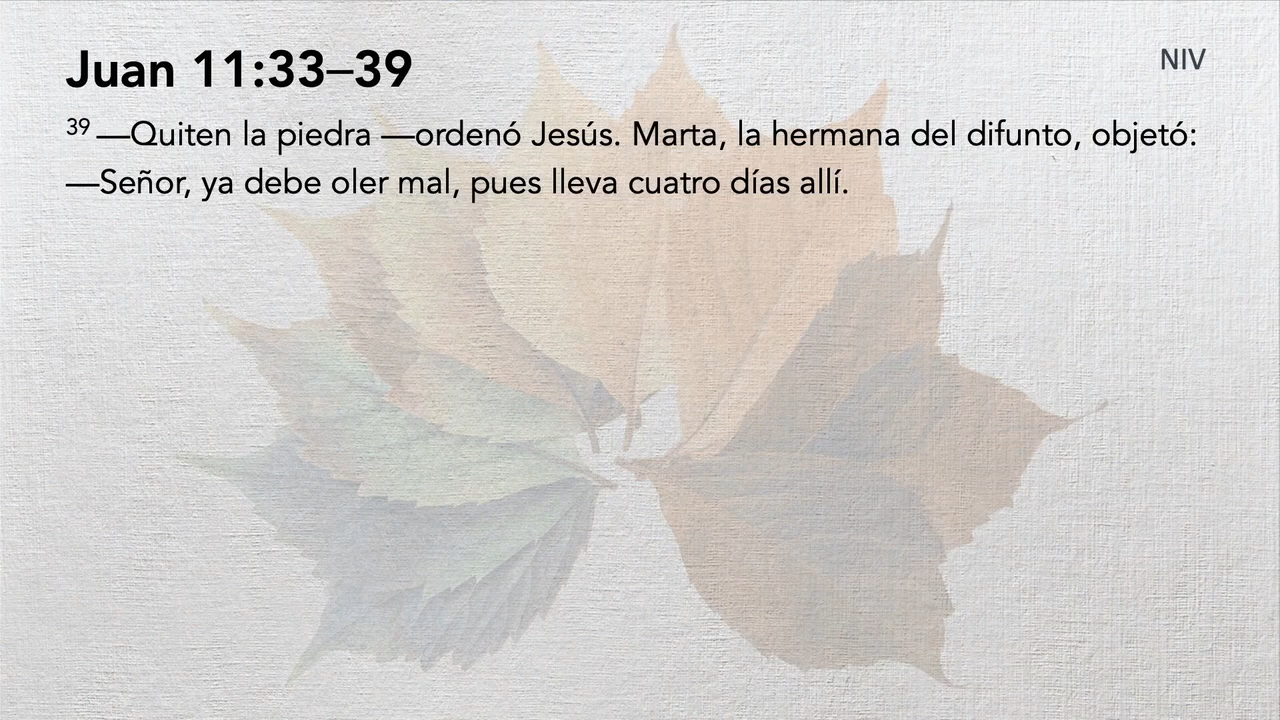 Juan 11:33–39
NIV
39 —Quiten la piedra —ordenó Jesús. Marta, la hermana del difunto, objetó:
—Señor, ya debe oler mal, pues lleva cuatro días allí.